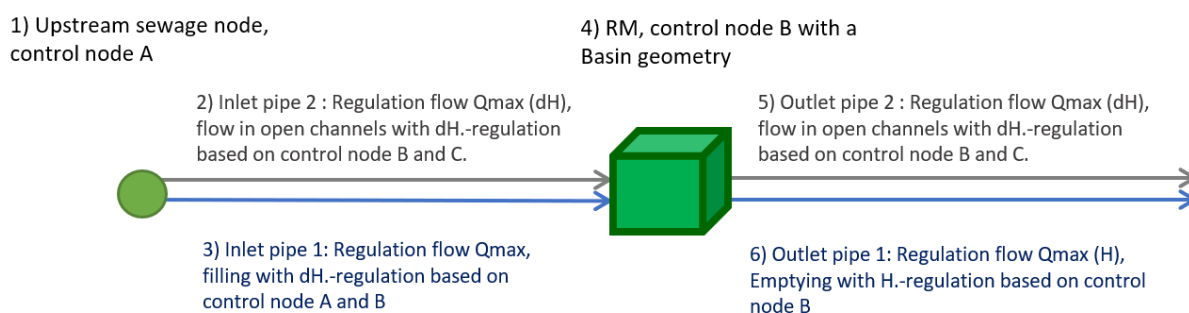 1) Upstream sewage node,
control node A
4) RM, control node B with a
Basin geometry
2) Inlet pipe 2 : Regulation flow Qmax (dH),
flow in open channels with dH.-regulation
based on control node B and C.
5) Outlet pipe 2 : Regulation flow Qmax (dH),
flow in open channels with dH.-regulation
based on control node B and C.
3) Inlet pipe 1: Regulation flow Qmax,
filling with dH.-regulation based on
control node A and B
6) Outlet pipe 1: Regulation flow Qmax (H),
Emptying with H.-regulation based on control
node B